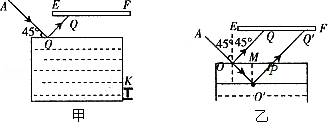 A E F
45° Q
O
K
甲
A E F
45° 45° Q Q'
O M P
O'
乙